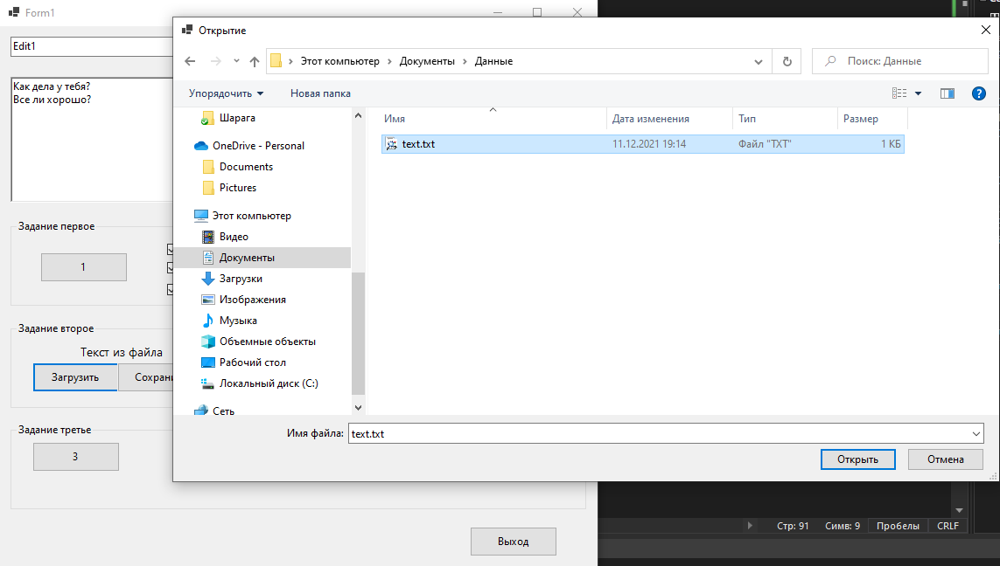 Form1
Edit1
Как дела у тебя?
Все ли хорошо?
Задание первое
1
Задание второе
Текст из файла
Загрузить
Сохрани
Задание третье
3
Выход
Открытие
Этот компьютер
Документы
Данные
Поиск: Данные
Упорядочить
Новая папка
?
Шарага
OneDrive - Personal
Documents
Pictures
Этот компьютер
Видео
Документы
Загрузки
Изображения
Музыка
Объемные объекты
Рабочий стол
Локальный диск (C:)
Сеть
Имя Дата изменения Тип Размер
text.txt 11.12.2021 19:14 Файл "TXT" 1 КБ
Имя файла: text.txt
Открыть
Отмена
Стр: 91 Симв: 9 Пробелы CRLF